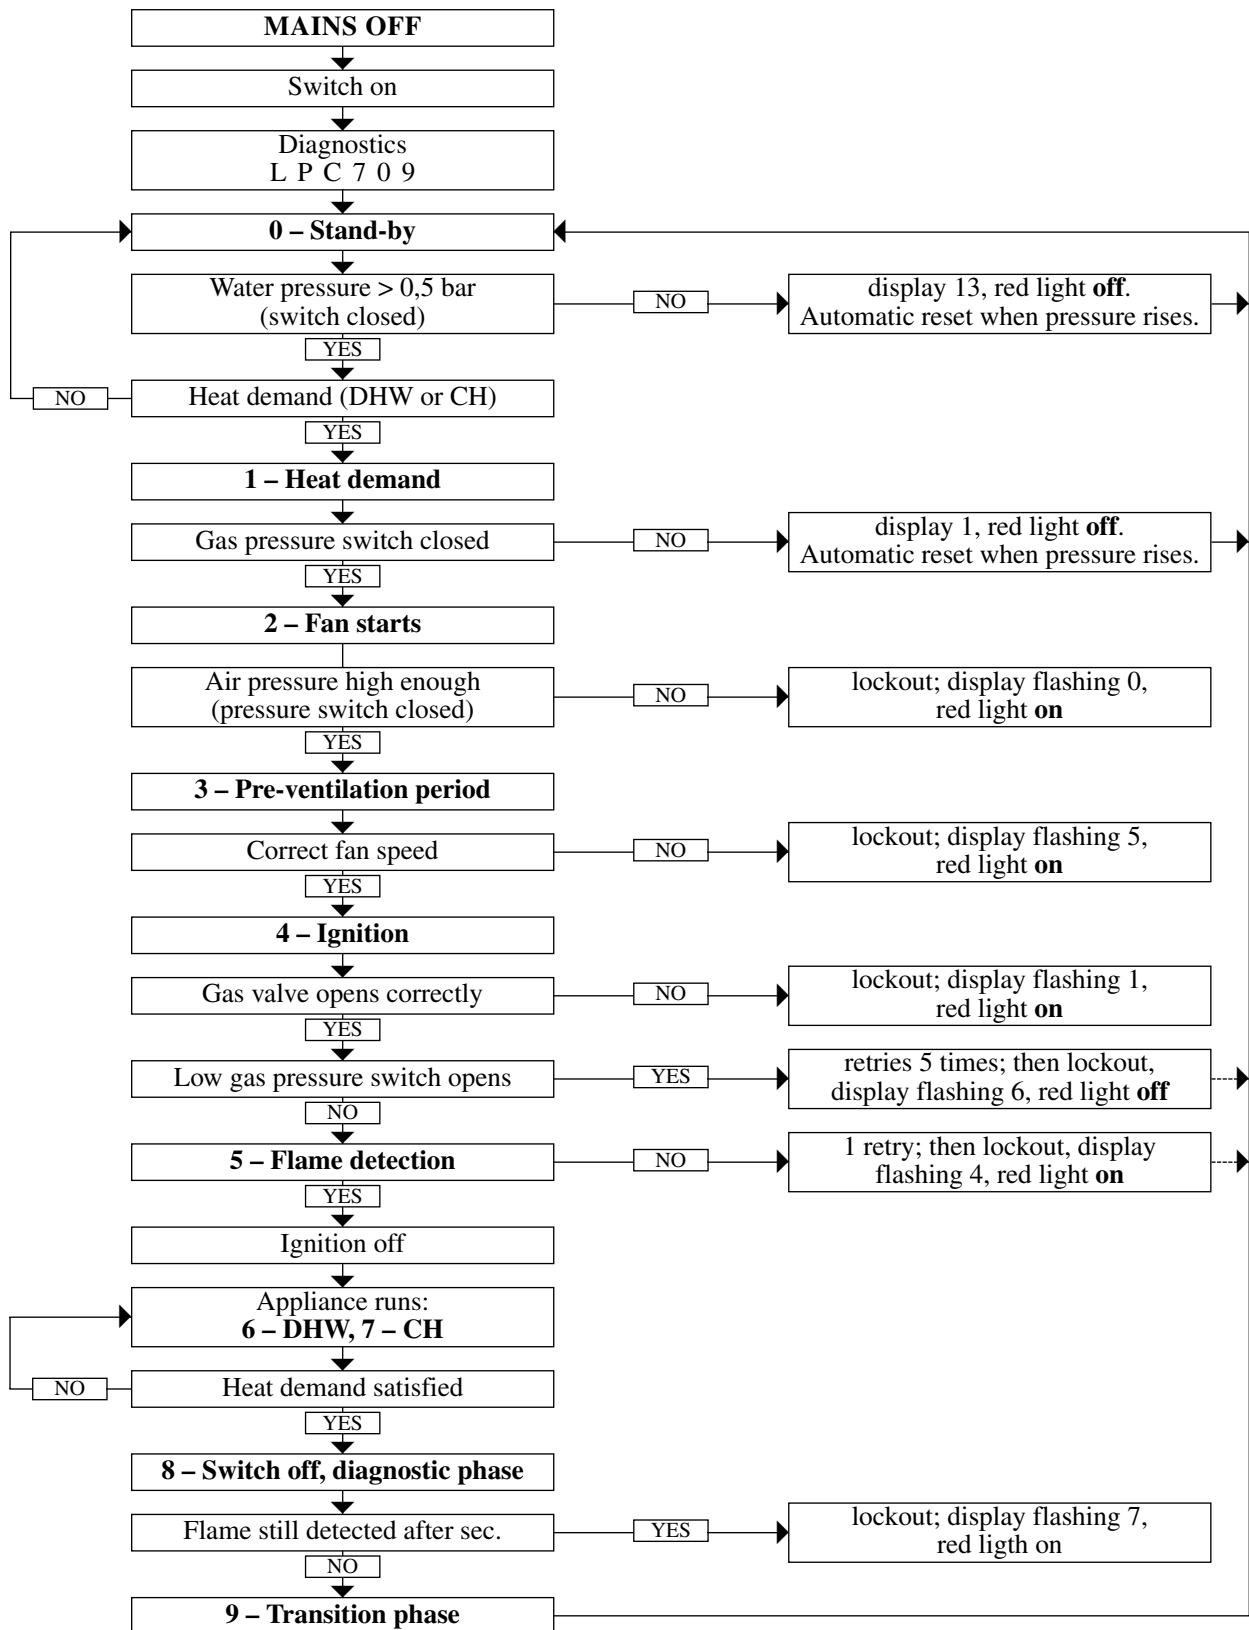 MAINS OFF
Switch on
Diagnostics
L P C 7 0 9
0 – Stand-by
Water pressure > 0,5 bar
(switch closed)
NO
display 13, red light off.
Automatic reset when pressure rises.
YES
NO
Heat demand (DHW or CH)
YES
1 – Heat demand
Gas pressure switch closed
NO
display 1, red light off.
Automatic reset when pressure rises.
YES
2 – Fan starts
Air pressure high enough
(pressure switch closed)
NO
lockout; display flashing 0,
red light on
YES
3 – Pre-ventilation period
Correct fan speed
NO
lockout; display flashing 5,
red light on
YES
4 – Ignition
Gas valve opens correctly
NO
lockout; display flashing 1,
red light on
YES
Low gas pressure switch opens
YES
retries 5 times; then lockout,
display flashing 6, red light off
NO
5 – Flame detection
NO
1 retry; then lockout, display
flashing 4, red light on
YES
Ignition off
Appliance runs:
6 – DHW, 7 – CH
NO
Heat demand satisfied
YES
8 – Switch off, diagnostic phase
Flame still detected after sec.
YES
lockout; display flashing 7,
red ligth on
NO
9 – Transition phase